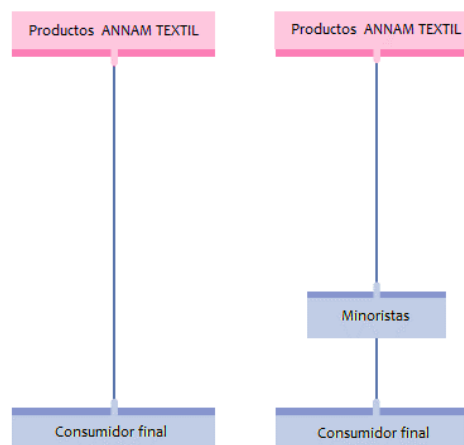 Productos ANNAM TEXTIL
Productos ANNAM TEXTIL
Minoristas
Consumidor final
Consumidor final